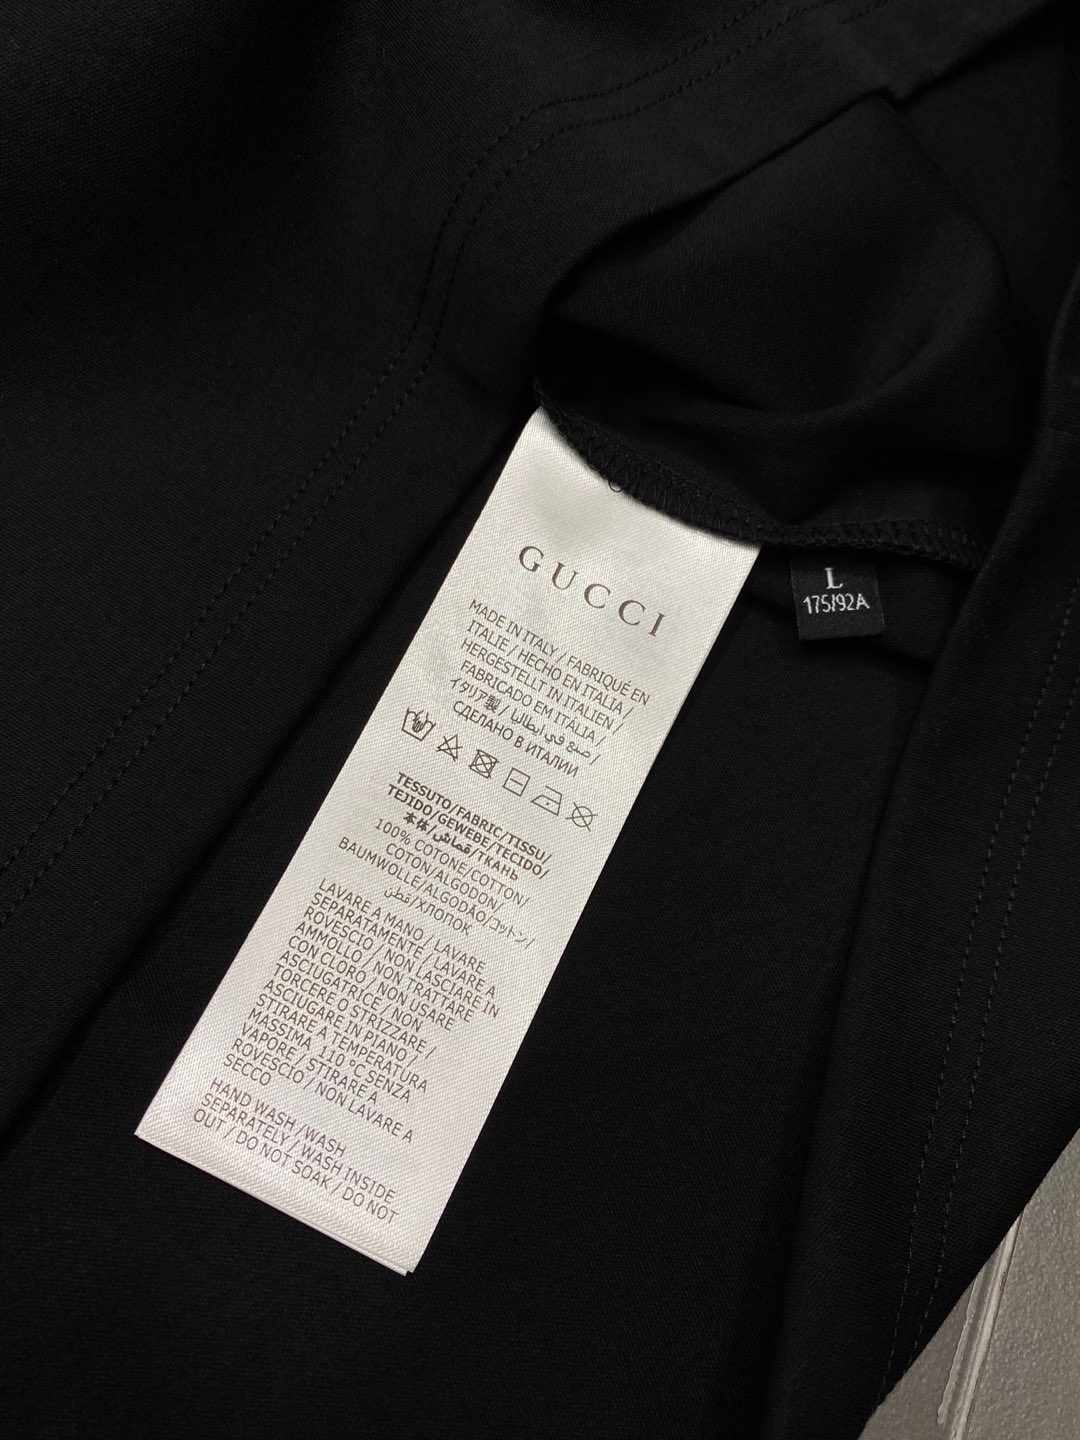 GUCCI
MADE IN ITALY / FABRIQUÉ EN
ITALIE / HECHO EN ITALIA /
HERGESTELLT IN ITALIEN /
FABRICADO EM ITALIA /
イタリア製 / صنع في إيطاليا /
СДЕЛАНО В ИТАЛИИ
TESSUTO/FABRIC/TISSU/
TEJIDO/GEWEBE/TECIDO/
本体/قماش/ТКАНЬ
100% COTONE/COTTON/
COTON/ALGODON/
BAUMWOLLE/ALGODÃO/コットン/
قطن/ХЛОПОК
LAVARE A MANO / LAVARE
SEPARATAMENTE / LAVARE A
ROVESCIO / NON LASCIARE IN
AMMOLLO / NON TRATTARE
CON CLORO / NON USARE
ASCIUGATRICE / NON
TORCERE O STRIZZARE /
ASCIUGARE IN PIANO /
STIRARE A TEMPERATURA
MASSIMA 110 °C SENZA
VAPORE / STIRARE A
ROVESCIO / NON LAVARE A
SECCO
HAND WASH /WASH
SEPARATELY / WASH INSIDE
OUT / DO NOT SOAK / DO NOT
L
175/92A